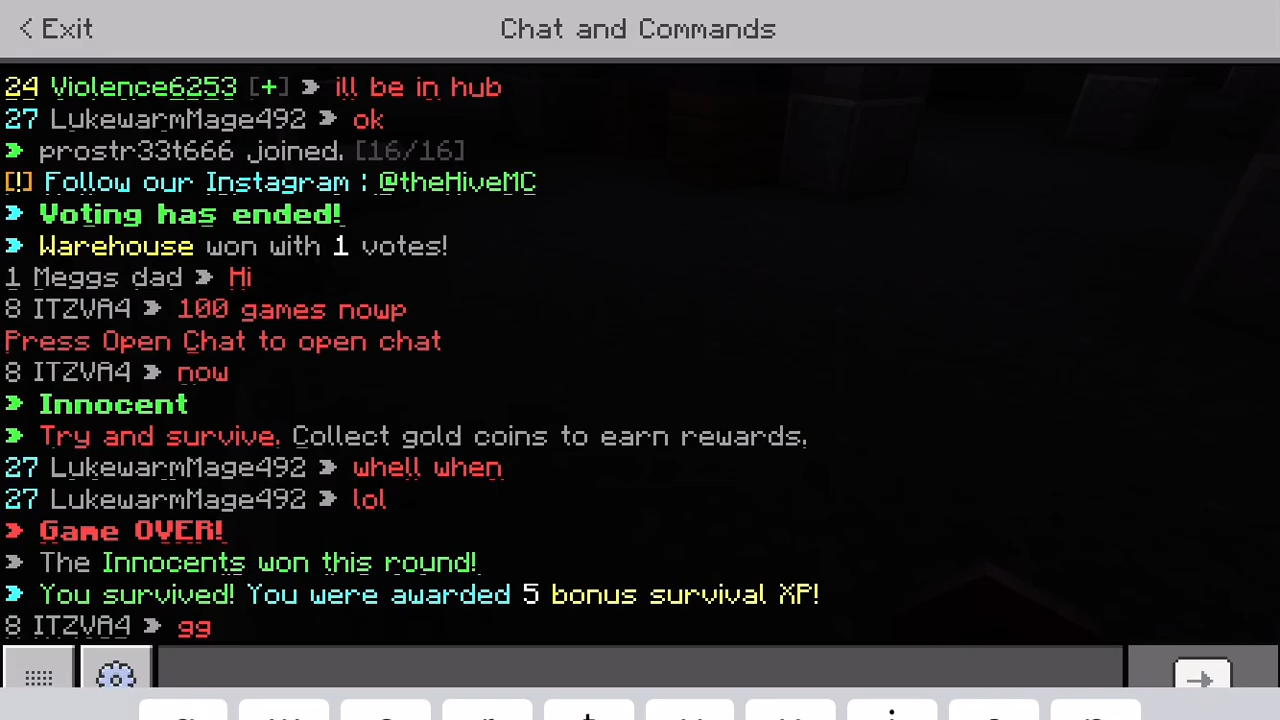 < Exit
Chat and Commands
24 Violence6253 [+] » ill be in hub
27 LukewarmMage492 » ok
» prostr33t666 joined. [16/16]
[!] Follow our Instagram : @theHiveMC
» Voting has ended!
» Warehouse won with 1 votes!
1 Meggs dad » Hi
8 ITZVA4 » 100 games nowp
Press Open Chat to open chat
8 ITZVA4 » now
» Innocent
» Try and survive. Collect gold coins to earn rewards.
27 LukewarmMage492 » whell when
27 LukewarmMage492 » lol
» Game OVER!
» The Innocents won this round!
» You survived! You were awarded 5 bonus survival XP!
8 ITZVA4 » gg